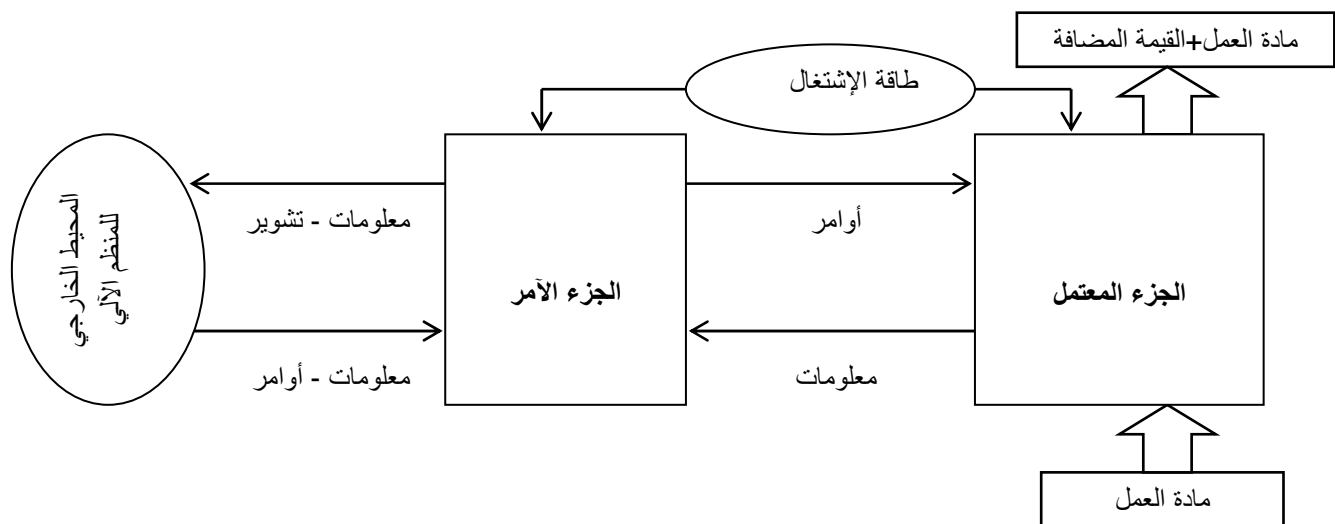 مادة العمل+القيمة المضافة
طاقة الإشتغال
المحيط الخارجي
للمنظم الآلي
معلومات - تشوير
أوامر
الجزء الآمر
الجزء المعتمل
معلومات - أوامر
معلومات
مادة العمل